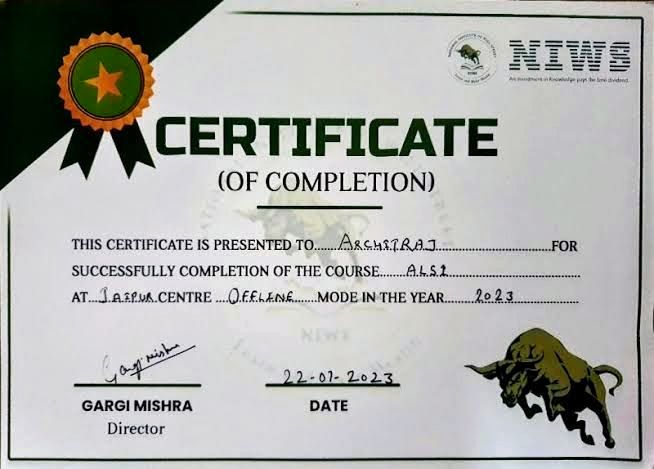 NIWS
An investment in Knowledge pays the best dividend.
CERTIFICATE
(OF COMPLETION)
THIS CERTIFICATE IS PRESENTED TO......ARCHITRAJ......FOR
SUCCESSFULLY COMPLETION OF THE COURSE......ALS2......
AT...JAIPUR CENTRE ...OFFLINE......MODE IN THE YEAR......2023......
22-07-2023
GARGI MISHRA
DATE
Director